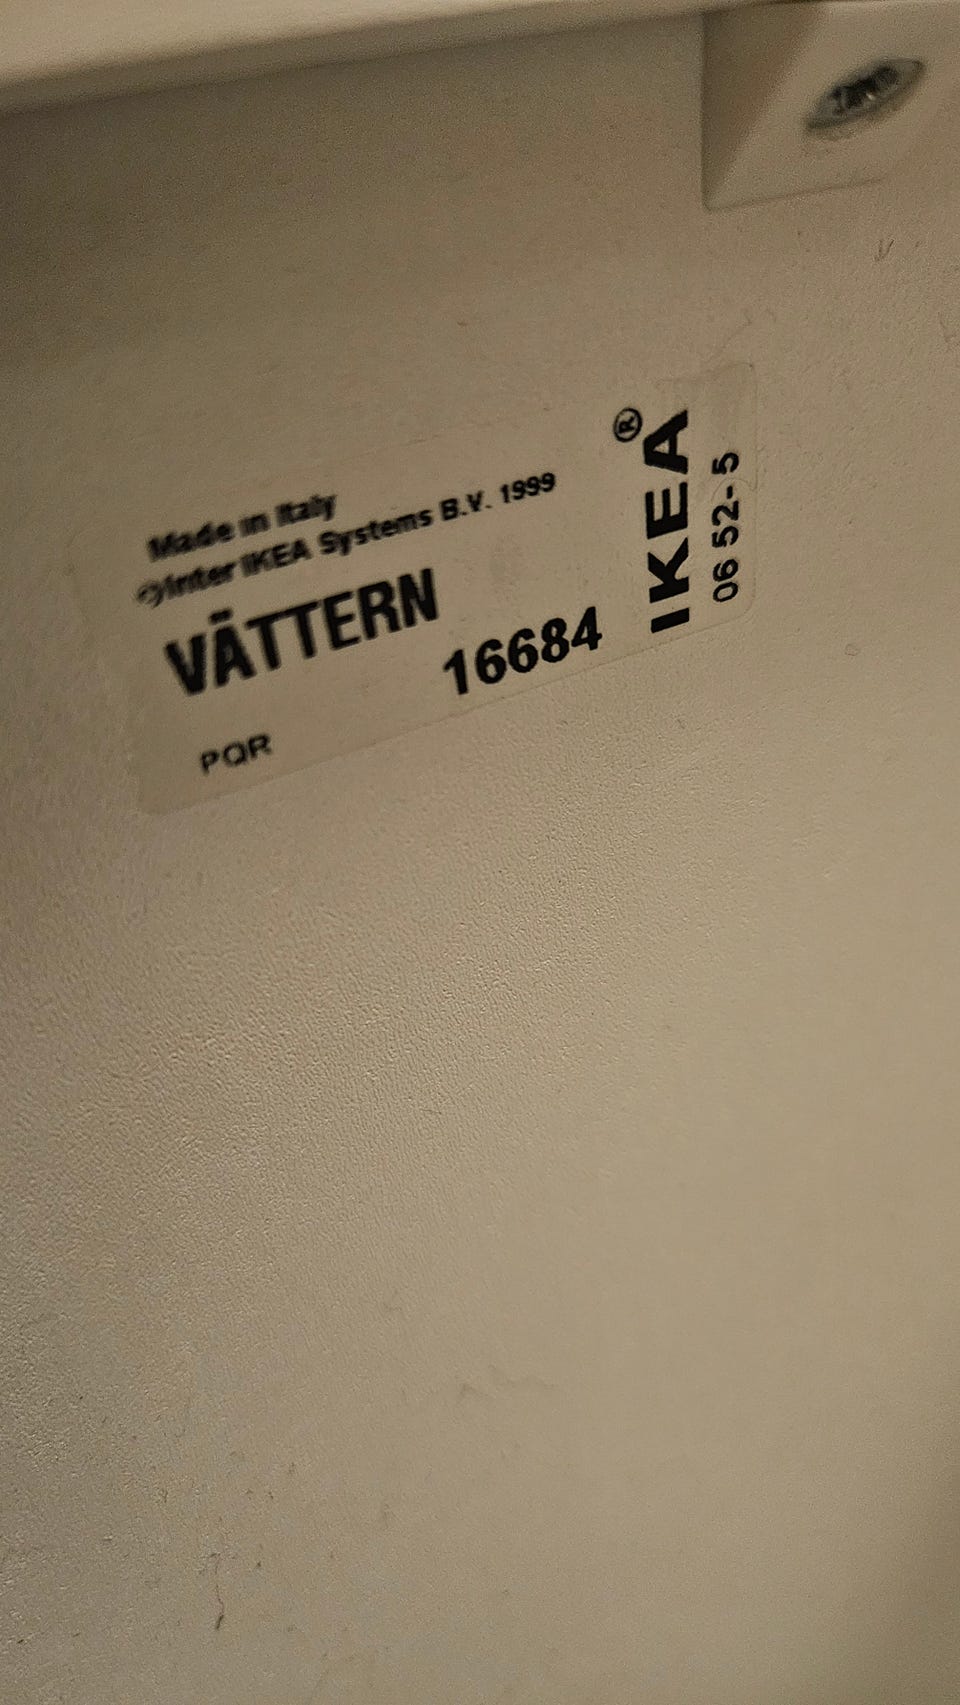 Made in Italy
©Inter IKEA Systems B.V. 1999
VÄTTERN
16684
PQR
IKEA®
06 52-5